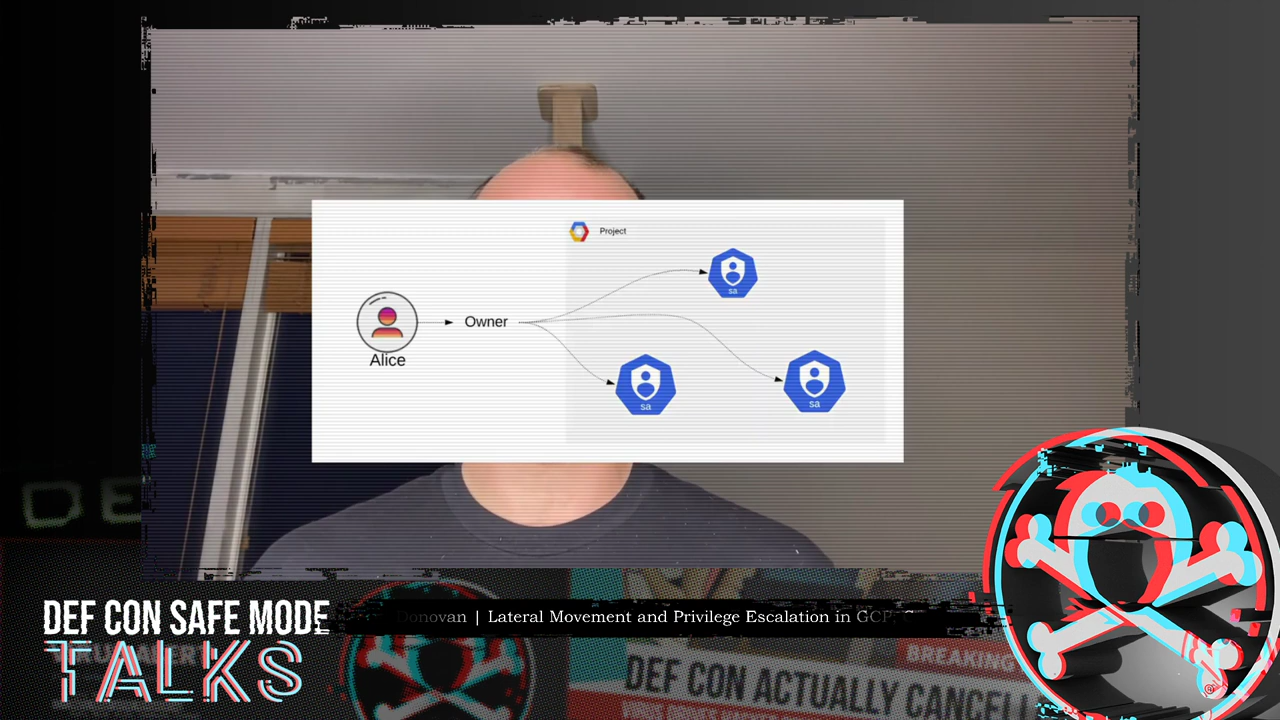 Project
sa
Owner
Alice
sa
sa
DEF CON SAFE MODE
TALKS
Donovan | Lateral Movement and Privilege Escalation in GCP; C
BREAKING
DEF CON ACTUALLY CANCELL